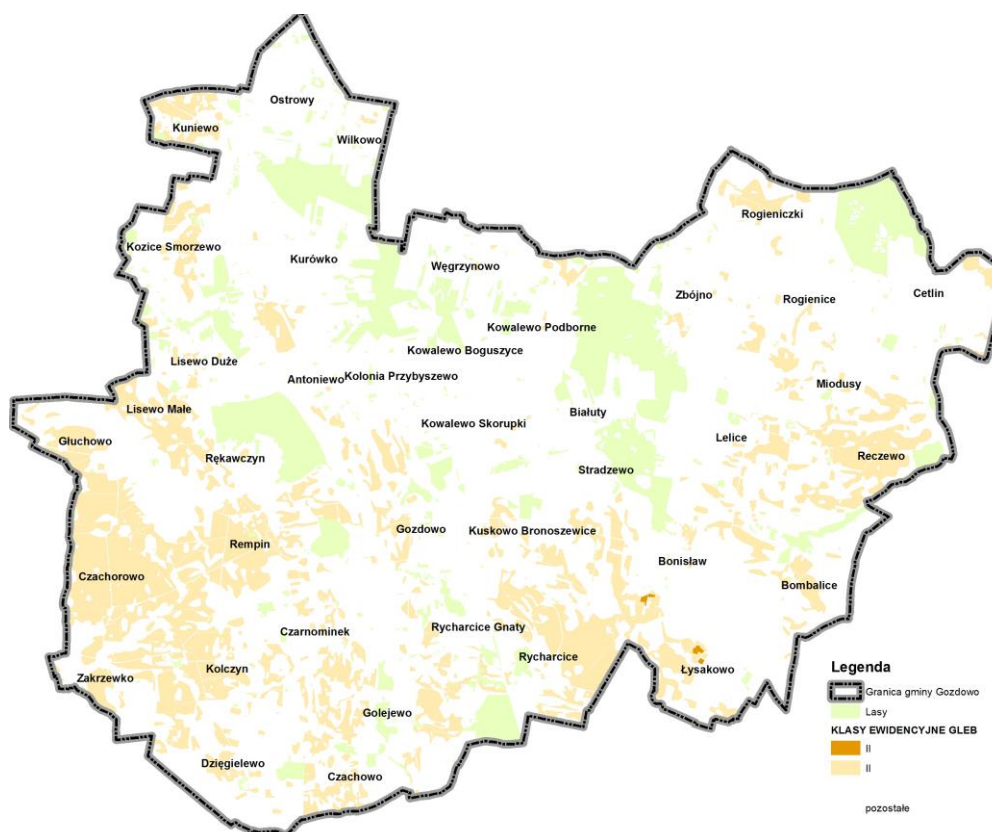 Ostrowy
Kuniewo
Wilkowo
Rogieniczki
Kozice Smorzewo
Kurówko
Węgrzynowo
Zbójno
Rogienice
Cetlin
Kowalewo Podborne
Kowalewo Boguszyce
Lisewo Duże
Antoniewo
Kolonia Przybyszewo
Miodusy
Lisewo Małe
Białuty
Kowalewo Skorupki
Głuchowo
Lelice
Rękawczyn
Reczewo
Stradzewo
Gozdowo
Kuskowo Bronoszewice
Rempin
Bonisław
Czachorowo
Bombalice
Czarnominek
Rycharcice Gnaty
Rycharcice
Kolczyn
Zakrzewko
Łysakowo
Golejewo
Dzięgielewo
Czachowo
Legenda
Granica gminy Gozdowo
Lasy
KLASY EWIDENCYJNE GLEB
II
II
pozostałe